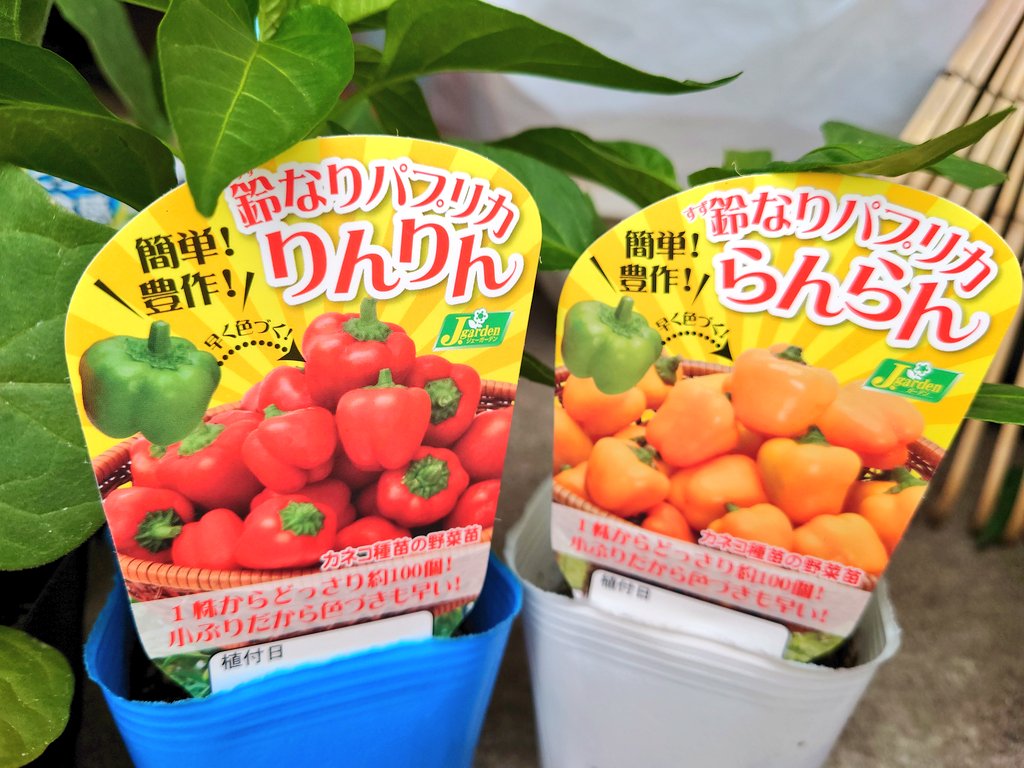 鈴なりパプリカ
りんりん
簡単!
豊作!
早く色づく!
J.garden
ジェーガーデン
カネコ種苗の野菜苗
1株からどっさり約100個!
小ぶりだから色づきも早い!
植付日
すず
鈴なりパプリカ
らんらん
簡単!
豊作!
早く色づく!
J.garden
カネコ種苗の野菜苗
1株からどっさり約100個!
小ぶりだから色づきも早い!
植付日